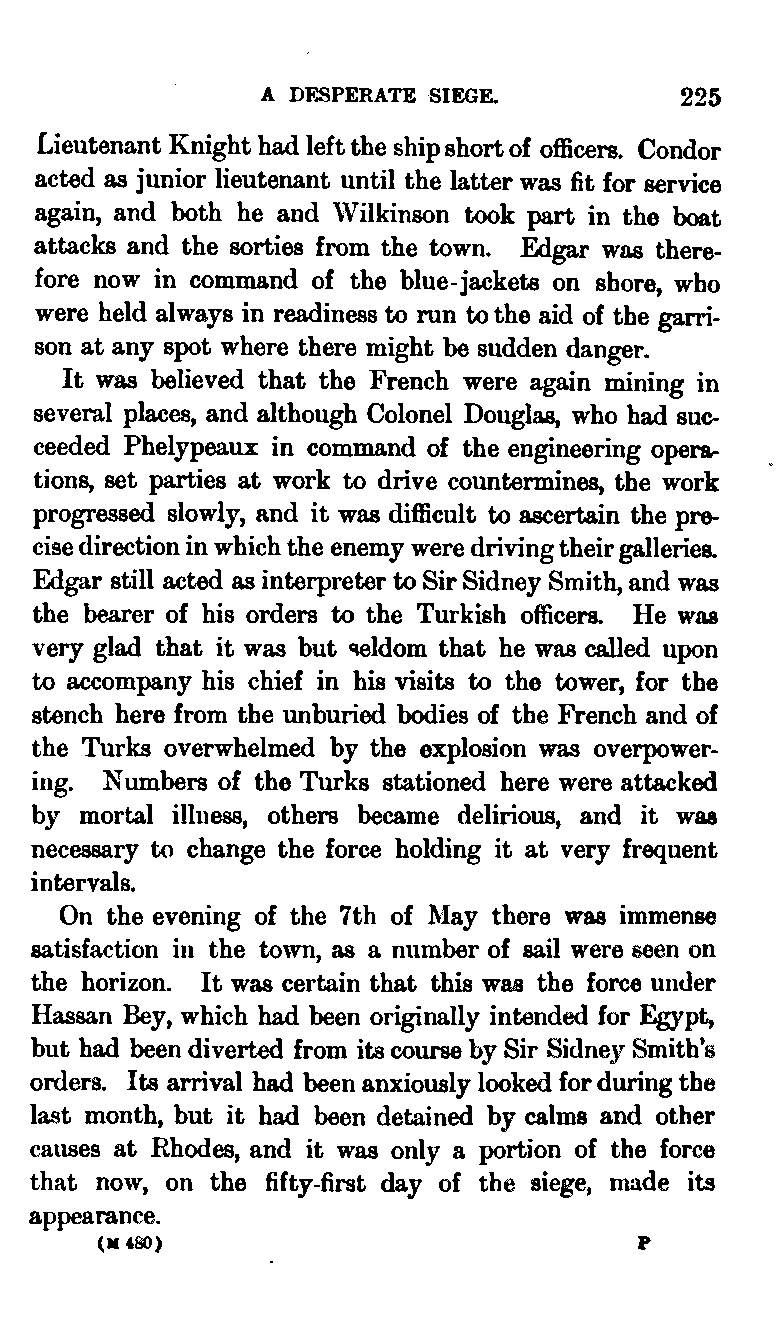 A DESPERATE SIEGE. 225
Lieutenant Knight had left the ship short of officers. Condor
acted as junior lieutenant until the latter was fit for service
again, and both he and Wilkinson took part in the boat
attacks and the sorties from the town. Edgar was there-
fore now in command of the blue-jackets on shore, who
were held always in readiness to run to the aid of the garri-
son at any spot where there might be sudden danger.
It was believed that the French were again mining in
several places, and although Colonel Douglas, who had suc-
ceeded Phelypeaux in command of the engineering opera-
tions, set parties at work to drive countermines, the work
progressed slowly, and it was difficult to ascertain the pre-
cise direction in which the enemy were driving their galleries.
Edgar still acted as interpreter to Sir Sidney Smith, and was
the bearer of his orders to the Turkish officers. He was
very glad that it was but seldom that he was called upon
to accompany his chief in his visits to the tower, for the
stench here from the unburied bodies of the French and of
the Turks overwhelmed by the explosion was overpower-
ing. Numbers of the Turks stationed here were attacked
by mortal illness, others became delirious, and it was
necessary to change the force holding it at very frequent
intervals.
On the evening of the 7th of May there was immense
satisfaction in the town, as a number of sail were seen on
the horizon. It was certain that this was the force under
Hassan Bey, which had been originally intended for Egypt,
but had been diverted from its course by Sir Sidney Smith's
orders. Its arrival had been anxiously looked for during the
last month, but it had been detained by calms and other
causes at Rhodes, and it was only a portion of the force
that now, on the fifty-first day of the siege, made its
appearance.
(M 480) P